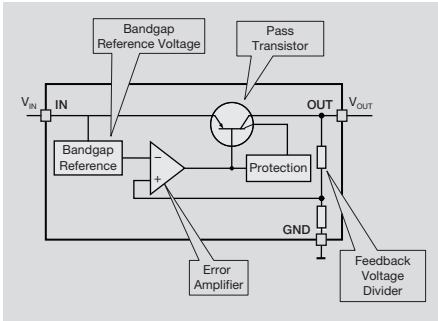 Bandgap
Reference Voltage
Pass
Transistor
VIN IN
OUT VOUT
Bandgap
Reference
−
+
Protection
GND
Error
Amplifier
Feedback
Voltage
Divider